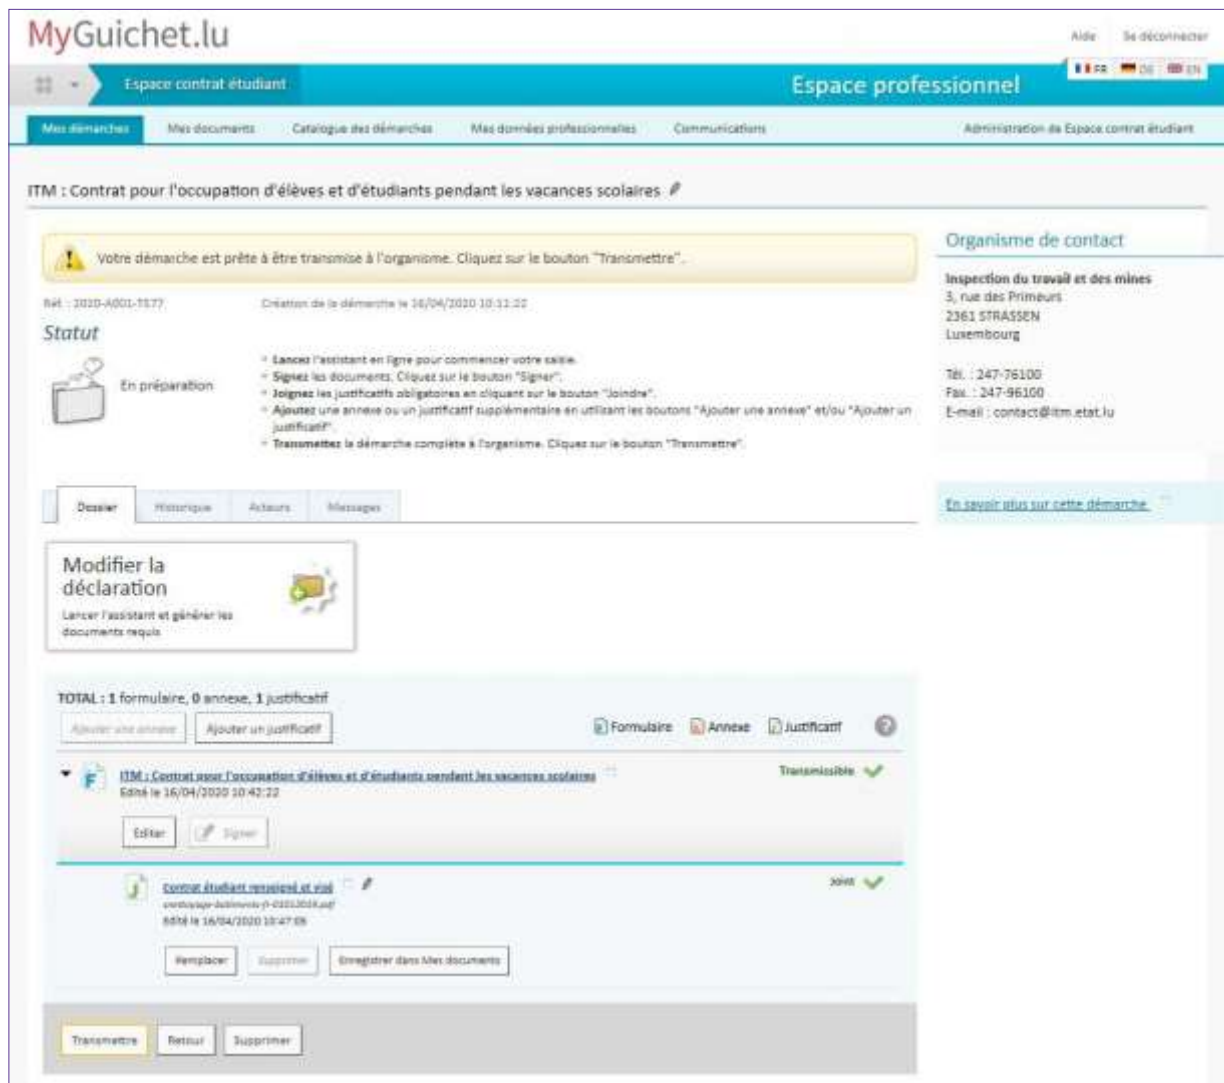 MyGuichet.lu
Aide Se déconnecter
FR DE EN
Espace contrat étudiant
Espace professionnel
Mes démarches Mes documents Catalogue des démarches Mes données professionnelles Communications Administration de Espace contrat étudiant
ITM : Contrat pour l'occupation d'élèves et d'étudiants pendant les vacances scolaires
Votre démarche est prête à être transmise à l'organisme. Cliquez sur le bouton "Transmettre".
Réf. : 2020-A001-T577 Création de la démarche le 16/04/2020 10:12:22
Statut
En préparation
Lancez l'assistant en ligne pour commencer votre saisie.
Signez les documents. Cliquez sur le bouton "Signer".
Joignez les justificatifs obligatoires en cliquant sur le bouton "Joindre".
Ajoutez une annexe ou un justificatif supplémentaire en utilisant les boutons "Ajouter une annexe" et/ou "Ajouter un
justificatif".
Transmettez la démarche complète à l'organisme. Cliquez sur le bouton "Transmettre".
Organisme de contact
Inspection du travail et des mines
3, rue des Primeurs
2361 STRASSEN
Luxembourg
Tél. : 247-76100
Fax. : 247-96100
E-mail : contact@itm.etat.lu
En savoir plus sur cette démarche
Dossier Historique Acteurs Messages
Modifier la
déclaration
Lancer l'assistant et générer les
documents requis
TOTAL : 1 formulaire, 0 annexe, 1 justificatif
Ajouter une annexe Ajouter un justificatif Formulaire Annexe Justificatif
F ITM : Contrat pour l'occupation d'élèves et d'étudiants pendant les vacances scolaires Transmissible
Edité le 16/04/2020 10:42:22
Editer Signer
J Contrat étudiant renseigné et visé Joint
Edité le 16/04/2020 10:47:06
Remplacer Supprimer Enregistrer dans Mes documents
Transmettre Retour Supprimer